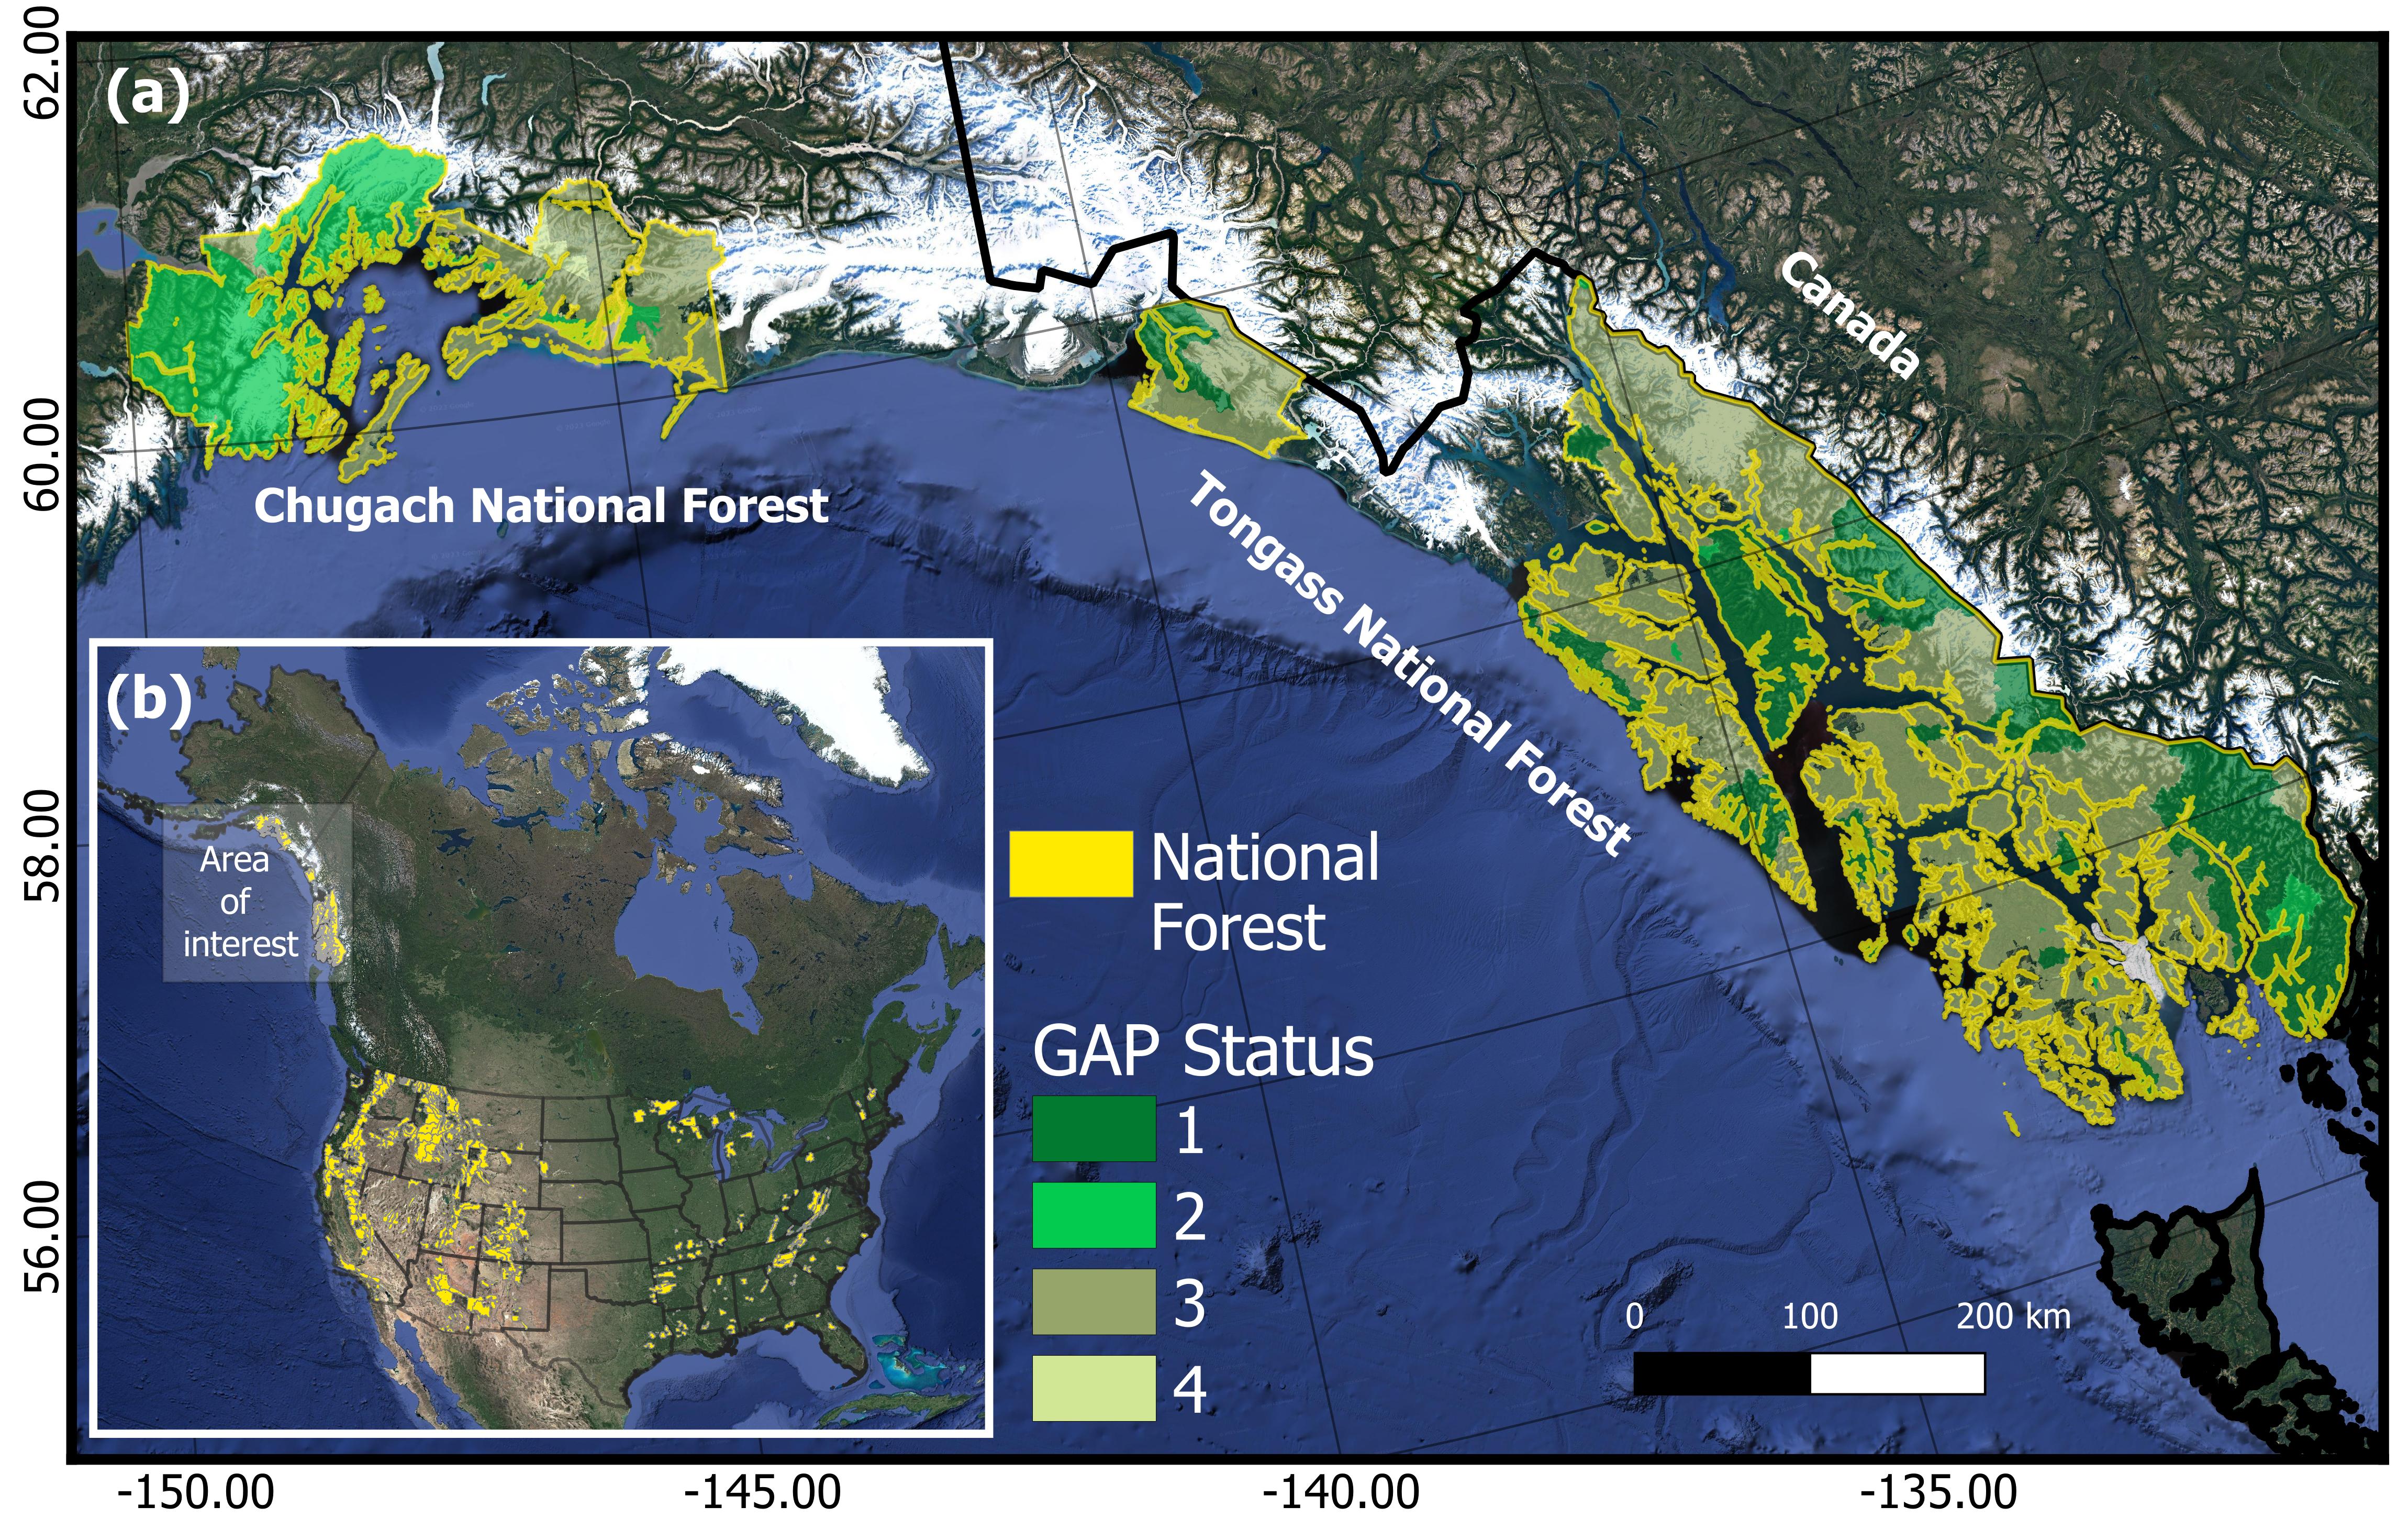 62.00
60.00
58.00
56.00
(a)
Canada
Chugach National Forest
Tongass National Forest
(b)
Area
of
interest
National
Forest
GAP Status
1
2
3
4
0 100 200 km
-150.00 -145.00 -140.00 -135.00